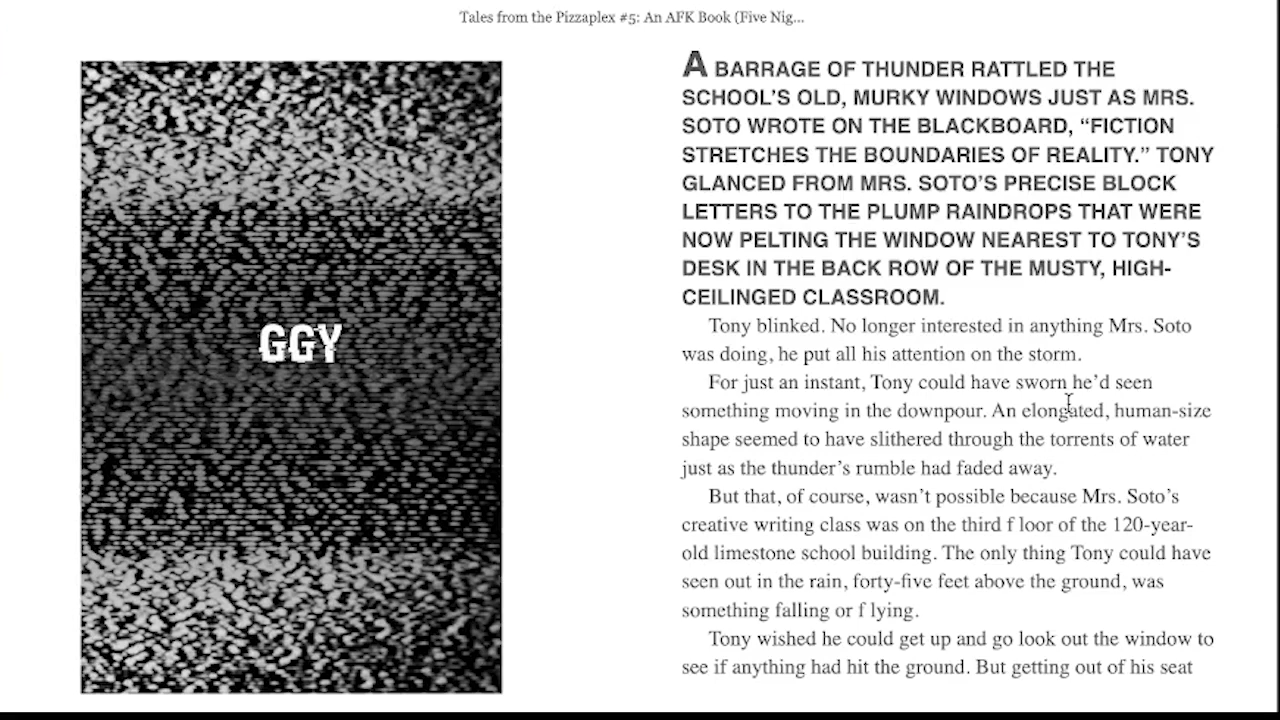 Tales from the Pizzaplex #5: An AFK Book (Five Nig...
GGY
A BARRAGE OF THUNDER RATTLED THE
SCHOOL’S OLD, MURKY WINDOWS JUST AS MRS.
SOTO WROTE ON THE BLACKBOARD, “FICTION
STRETCHES THE BOUNDARIES OF REALITY.” TONY
GLANCED FROM MRS. SOTO’S PRECISE BLOCK
LETTERS TO THE PLUMP RAINDROPS THAT WERE
NOW PELTING THE WINDOW NEAREST TO TONY’S
DESK IN THE BACK ROW OF THE MUSTY, HIGH-
CEILINGED CLASSROOM.
Tony blinked. No longer interested in anything Mrs. Soto
was doing, he put all his attention on the storm.
For just an instant, Tony could have sworn he’d seen
something moving in the downpour. An elongated, human-size
shape seemed to have slithered through the torrents of water
just as the thunder’s rumble had faded away.
But that, of course, wasn’t possible because Mrs. Soto’s
creative writing class was on the third f loor of the 120-year-
old limestone school building. The only thing Tony could have
seen out in the rain, forty-five feet above the ground, was
something falling or f lying.
Tony wished he could get up and go look out the window to
see if anything had hit the ground. But getting out of his seat